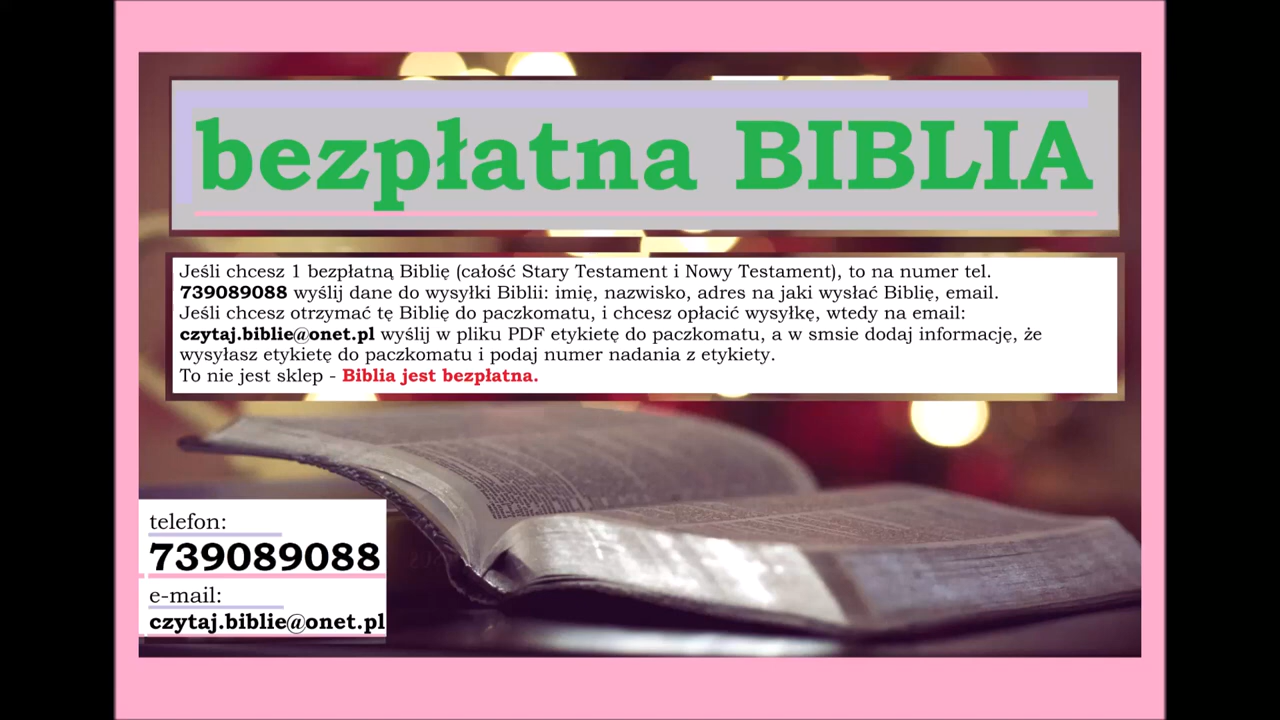 bezpłatna BIBLIA
Jeśli chcesz 1 bezpłatną Biblię (całość Stary Testament i Nowy Testament), to na numer tel.
739089088 wyślij dane do wysyłki Biblii: imię, nazwisko, adres na jaki wysłać Biblię, email.
Jeśli chcesz otrzymać tę Biblię do paczkomatu, i chcesz opłacić wysyłkę, wtedy na email:
czytaj.biblie@onet.pl wyślij w pliku PDF etykietę do paczkomatu, a w smsie dodaj informację, że
wysyłasz etykietę do paczkomatu i podaj numer nadania z etykiety.
To nie jest sklep - Biblia jest bezpłatna.
telefon:
739089088
e-mail:
czytaj.biblie@onet.pl